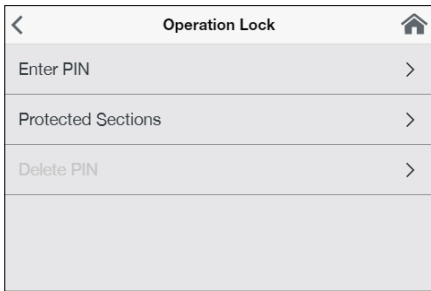 Operation Lock
Enter PIN
Protected Sections
Delete PIN